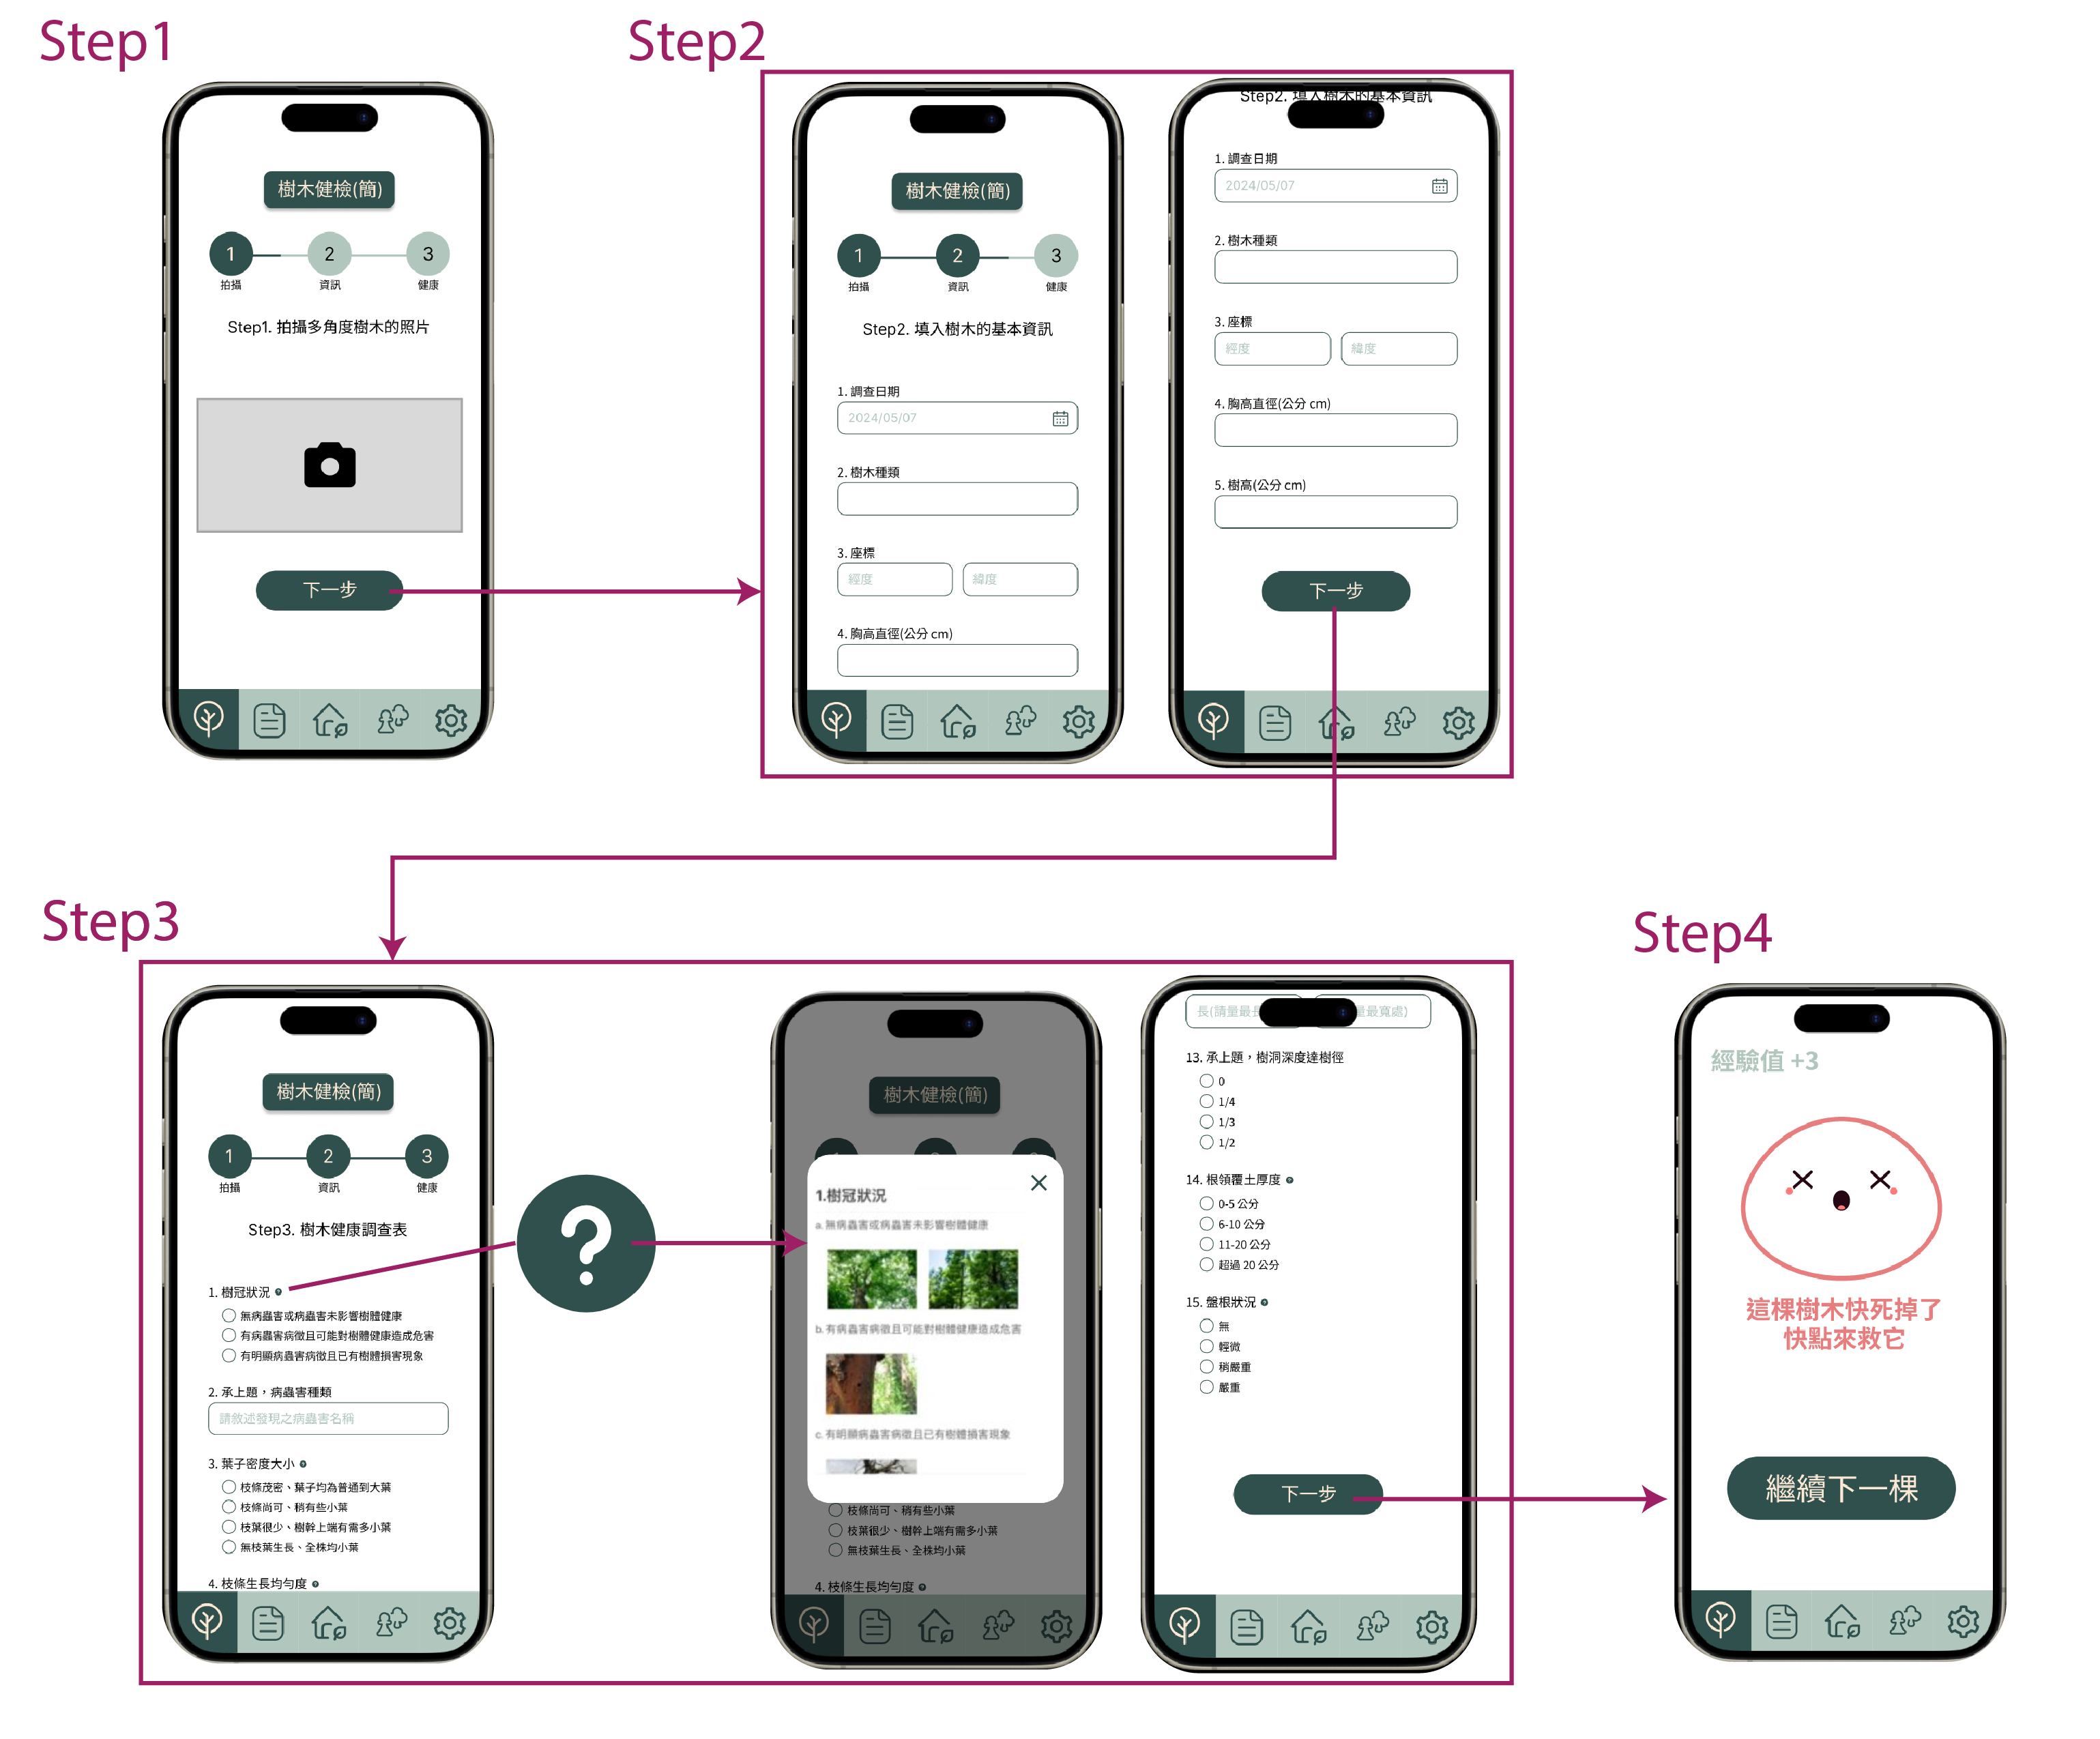 Step1
樹木健檢(簡)
1
2
3
拍攝
資訊
健康
Step1. 拍攝多角度樹木的照片
下一步
Step2
樹木健檢(簡)
1
2
3
拍攝
資訊
健康
Step2. 填入樹木的基本資訊
1. 調查日期
2024/05/07
2. 樹木種類
3. 座標
經度
緯度
4. 胸高直徑(公分 cm)
Step2. 填入樹木的基本資訊
1. 調查日期
2024/05/07
2. 樹木種類
3. 座標
經度
緯度
4. 胸高直徑(公分 cm)
5. 樹高(公分 cm)
下一步
Step3
樹木健檢(簡)
1
2
3
拍攝
資訊
健康
Step3. 樹木健康調查表
1. 樹冠狀況
無病蟲害或病蟲害未影響樹體健康
有病蟲害病徵且可能對樹體健康造成危害
有明顯病蟲害病徵且已有樹體損害現象
2. 承上題，病蟲害種類
請敘述發現之病蟲害名稱
3. 葉子密度大小
枝條茂密、葉子均為普通到大葉
枝條尚可、稍有些小葉
枝葉很少、樹幹上端有需多小葉
無枝葉生長、全株均小葉
4. 枝條生長均勻度
?
樹木健檢(簡)
1.樹冠狀況
a. 無病蟲害或病蟲害未影響樹體健康
b. 有病蟲害病徵且可能對樹體健康造成危害
c. 有明顯病蟲害病徵且已有樹體損害現象
枝條尚可、稍有些小葉
枝葉很少、樹幹上端有需多小葉
無枝葉生長、全株均小葉
4. 枝條生長均勻度
長(請量最
量最寬處)
13. 承上題，樹洞深度達樹徑
0
1/4
1/3
1/2
14. 根領覆土厚度
0-5 公分
6-10 公分
11-20 公分
超過 20 公分
15. 盤根狀況
無
輕微
稍嚴重
嚴重
下一步
Step4
經驗值 +3
這棵樹木快死掉了
快點來救它
繼續下一棵